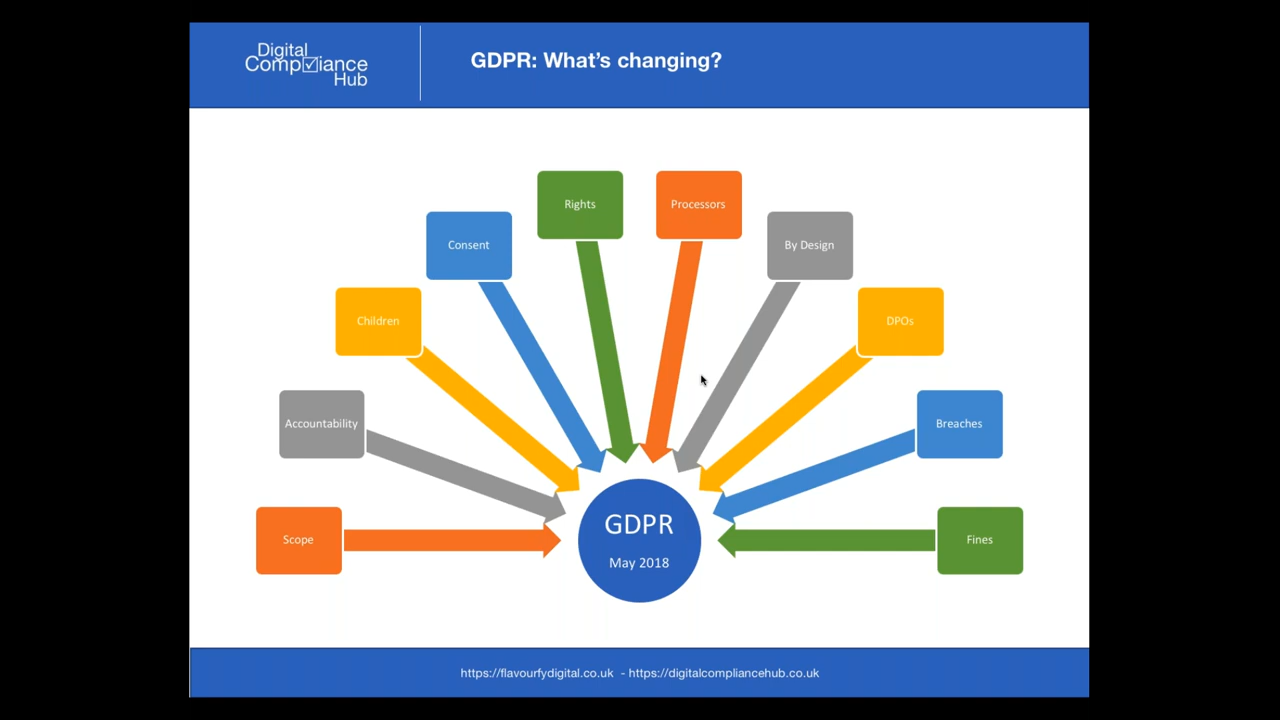 Digital
Compliance
Hub
GDPR: What's changing?
Rights
Processors
Consent
By Design
Children
DPOs
Accountability
Breaches
Scope
Fines
GDPR
May 2018
https://flavourfydigital.co.uk - https://digitalcompliancehub.co.uk